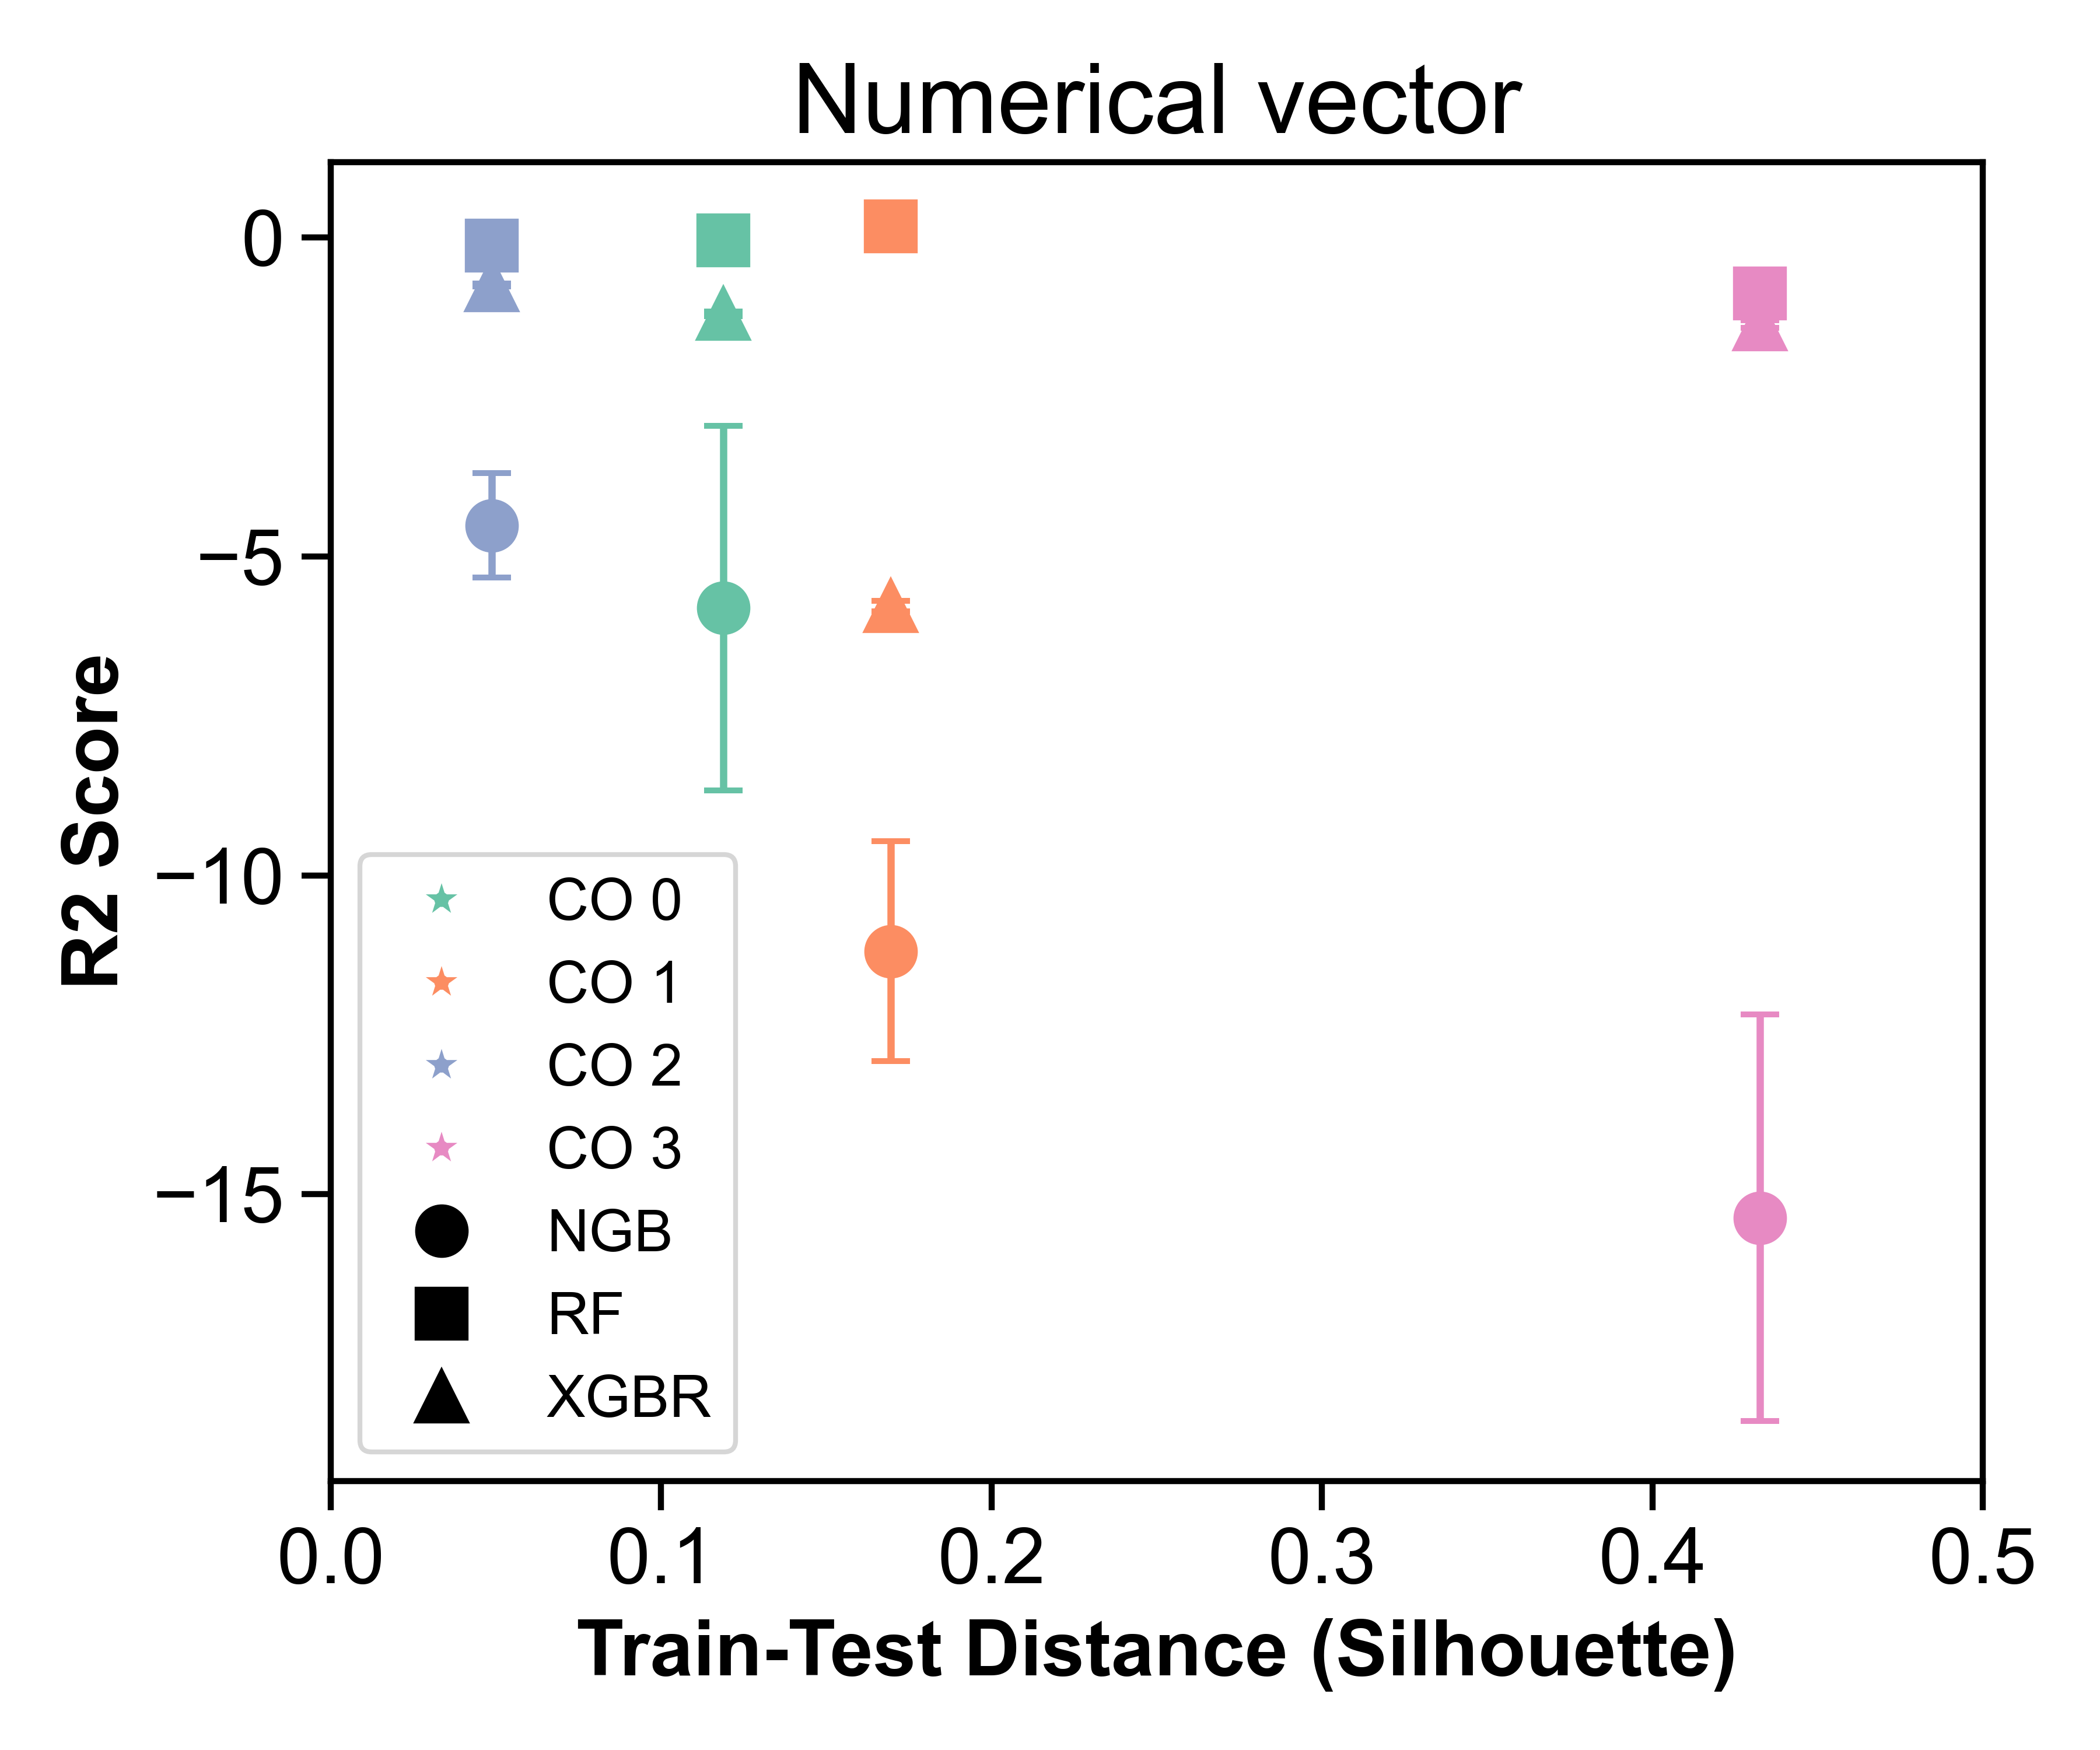 Numerical vector
R2 Score
0
−5
−10
−15
CO 0
CO 1
CO 2
CO 3
NGB
RF
XGBR
0.0 0.1 0.2 0.3 0.4 0.5
Train-Test Distance (Silhouette)